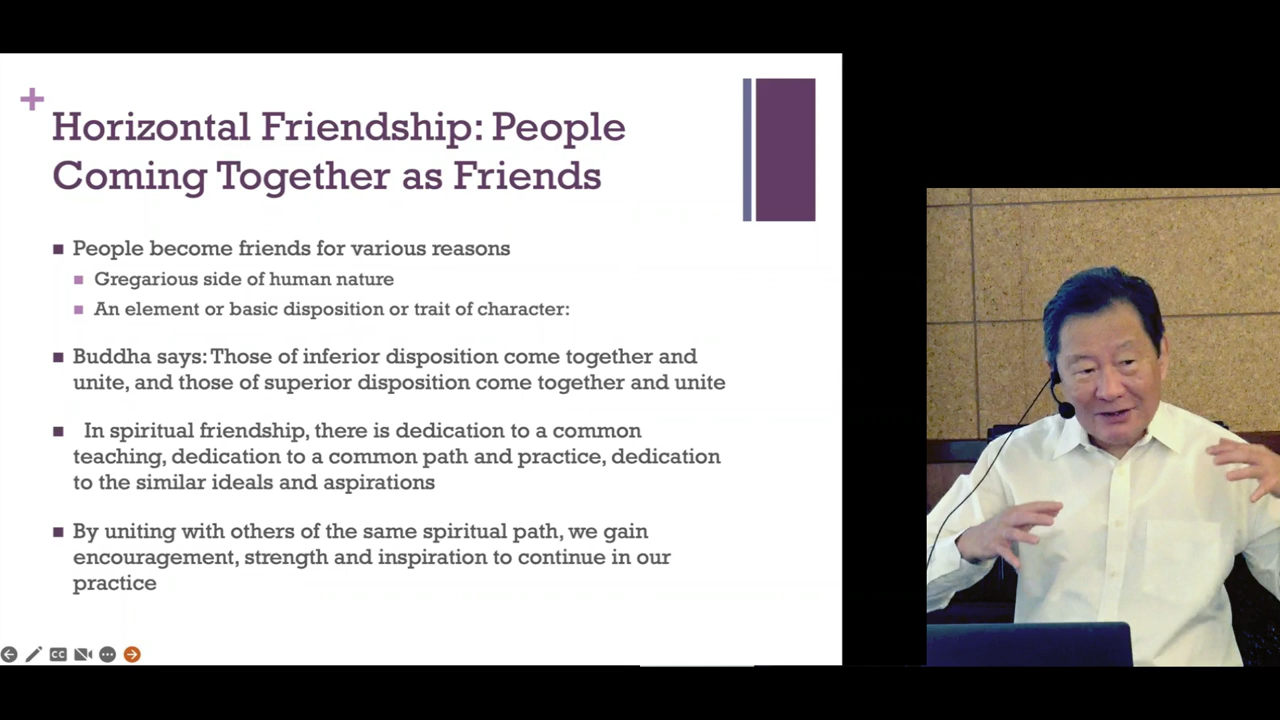 Horizontal Friendship: People
Coming Together as Friends
People become friends for various reasons
Gregarious side of human nature
An element or basic disposition or trait of character:
Buddha says: Those of inferior disposition come together and
unite, and those of superior disposition come together and unite
In spiritual friendship, there is dedication to a common
teaching, dedication to a common path and practice, dedication
to the similar ideals and aspirations
By uniting with others of the same spiritual path, we gain
encouragement, strength and inspiration to continue in our
practice
CC